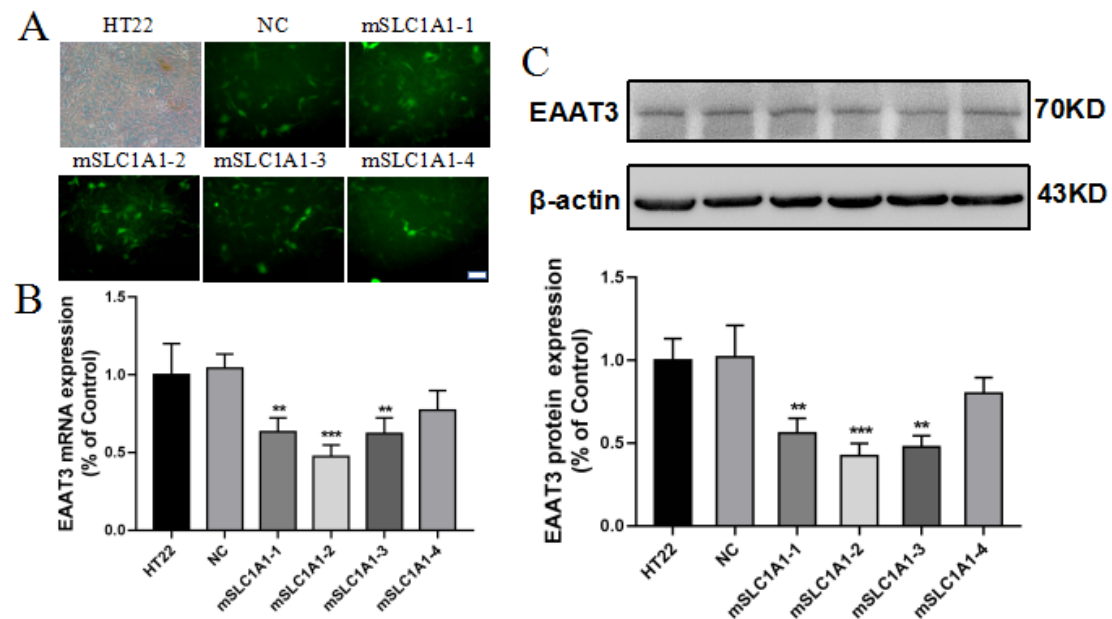 A
HT22 NC mSLC1A1-1
mSLC1A1-2 mSLC1A1-3 mSLC1A1-4
B
EAAT3 mRNA expression
(% of Control)
1.5
1.0
0.5
0.0
** *** **
HT22 NC mSLC1A1-1 mSLC1A1-2 mSLC1A1-3 mSLC1A1-4
C
EAAT3 70KD
β-actin 43KD
EAAT3 protein expression
(% of Control)
1.5
1.0
0.5
0.0
** *** **
HT22 NC mSLC1A1-1 mSLC1A1-2 mSLC1A1-3 mSLC1A1-4